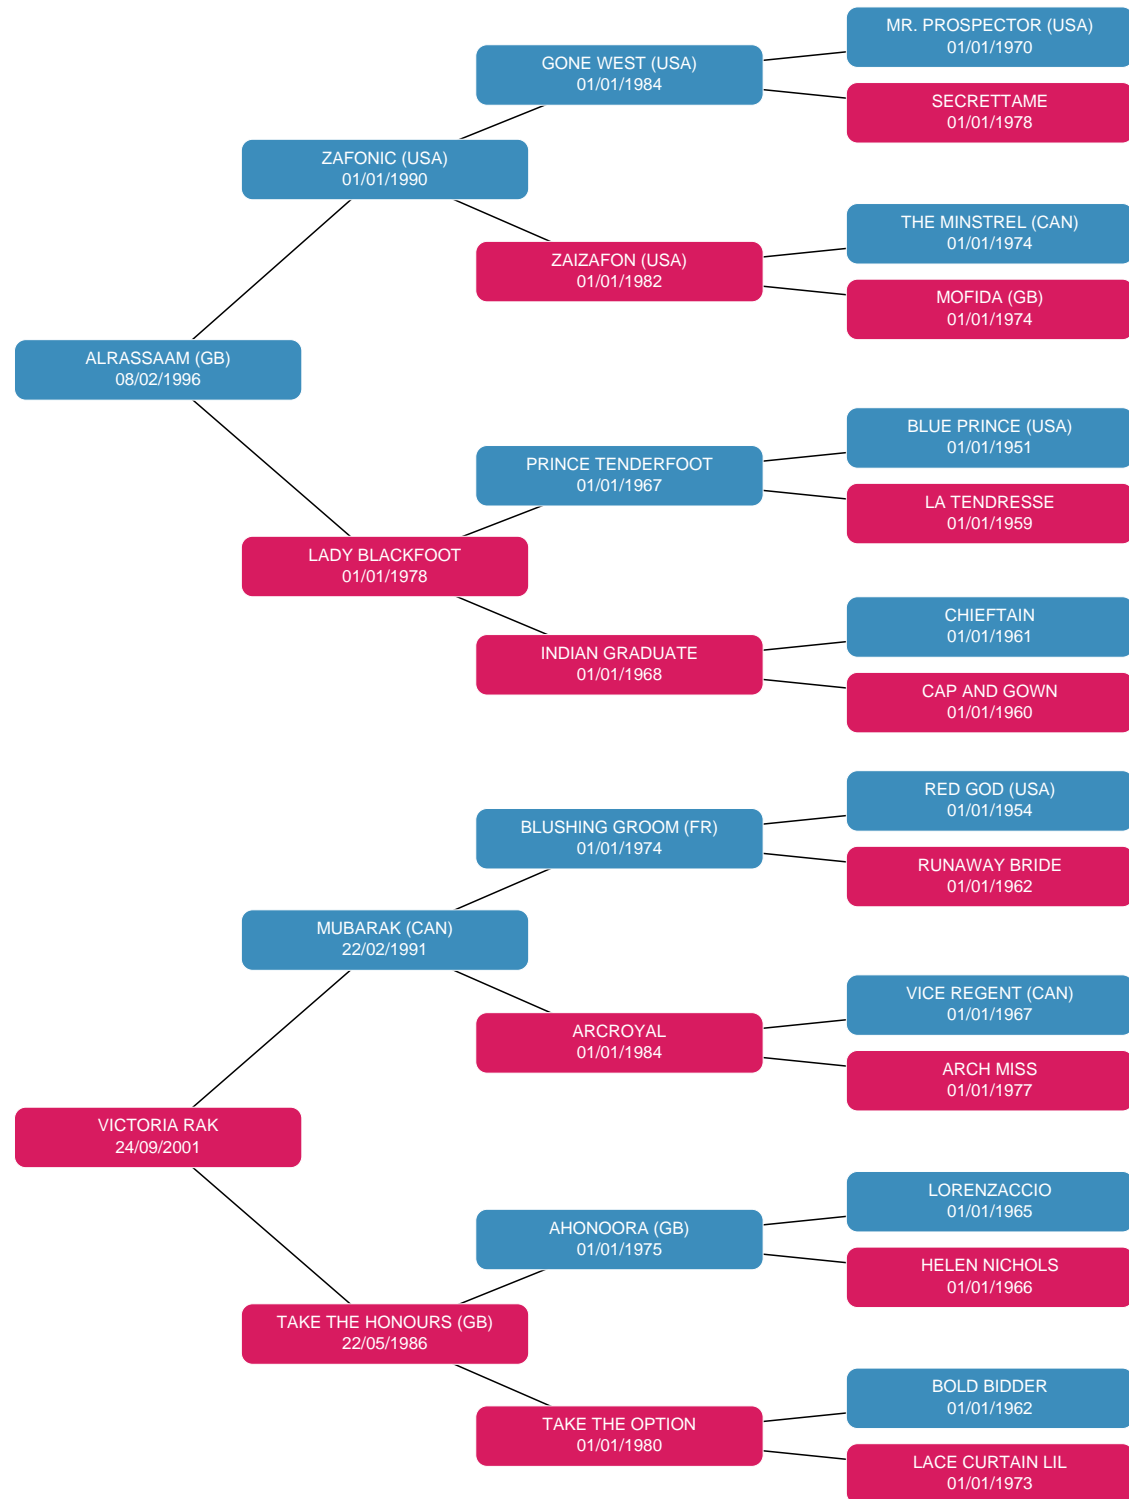 MR. PROSPECTOR (USA)
01/01/1970
GONE WEST (USA)
01/01/1984
SECRETTAME
01/01/1978
ZAFONIC (USA)
01/01/1990
THE MINSTREL (CAN)
01/01/1974
ZAIZAFON (USA)
01/01/1982
MOFIDA (GB)
01/01/1974
ALRASSAAM (GB)
08/02/1996
BLUE PRINCE (USA)
01/01/1951
PRINCE TENDERFOOT
01/01/1967
LA TENDRESSE
01/01/1959
LADY BLACKFOOT
01/01/1978
CHIEFTAIN
01/01/1961
INDIAN GRADUATE
01/01/1968
CAP AND GOWN
01/01/1960
RED GOD (USA)
01/01/1954
BLUSHING GROOM (FR)
01/01/1974
RUNAWAY BRIDE
01/01/1962
MUBARAK (CAN)
22/02/1991
VICE REGENT (CAN)
01/01/1967
ARCROYAL
01/01/1984
ARCH MISS
01/01/1977
VICTORIA RAK
24/09/2001
LORENZACCIO
01/01/1965
AHONOORA (GB)
01/01/1975
HELEN NICHOLS
01/01/1966
TAKE THE HONOURS (GB)
22/05/1986
BOLD BIDDER
01/01/1962
TAKE THE OPTION
01/01/1980
LACE CURTAIN LIL
01/01/1973